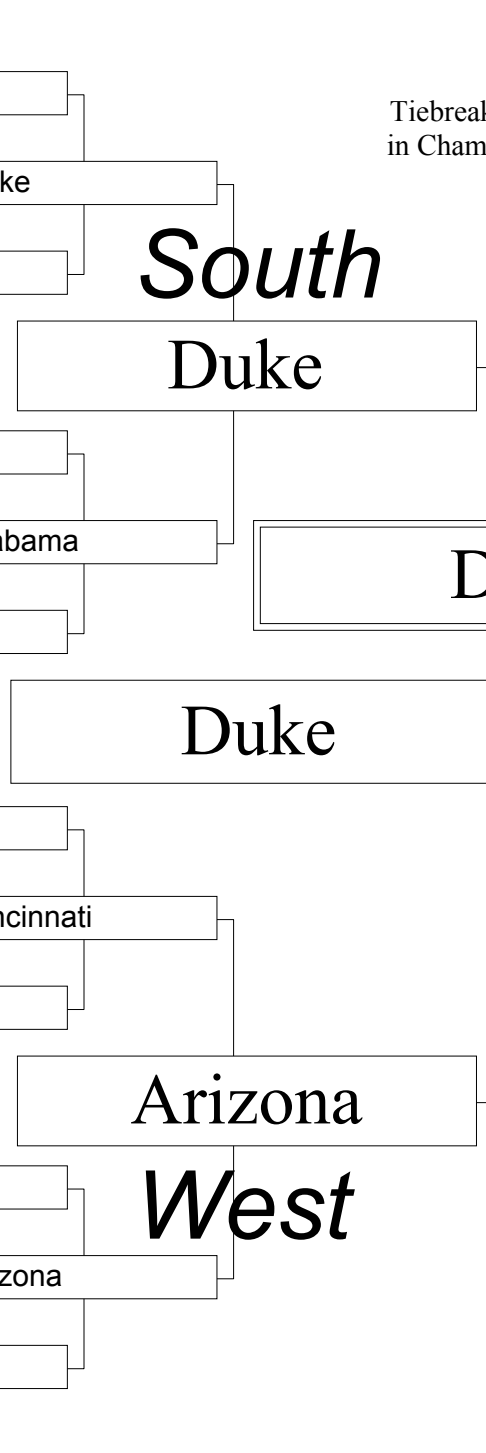 Tiebreak
in Cham
ke
South
Duke
abama
D
Duke
ncinnati
Arizona
West
zona